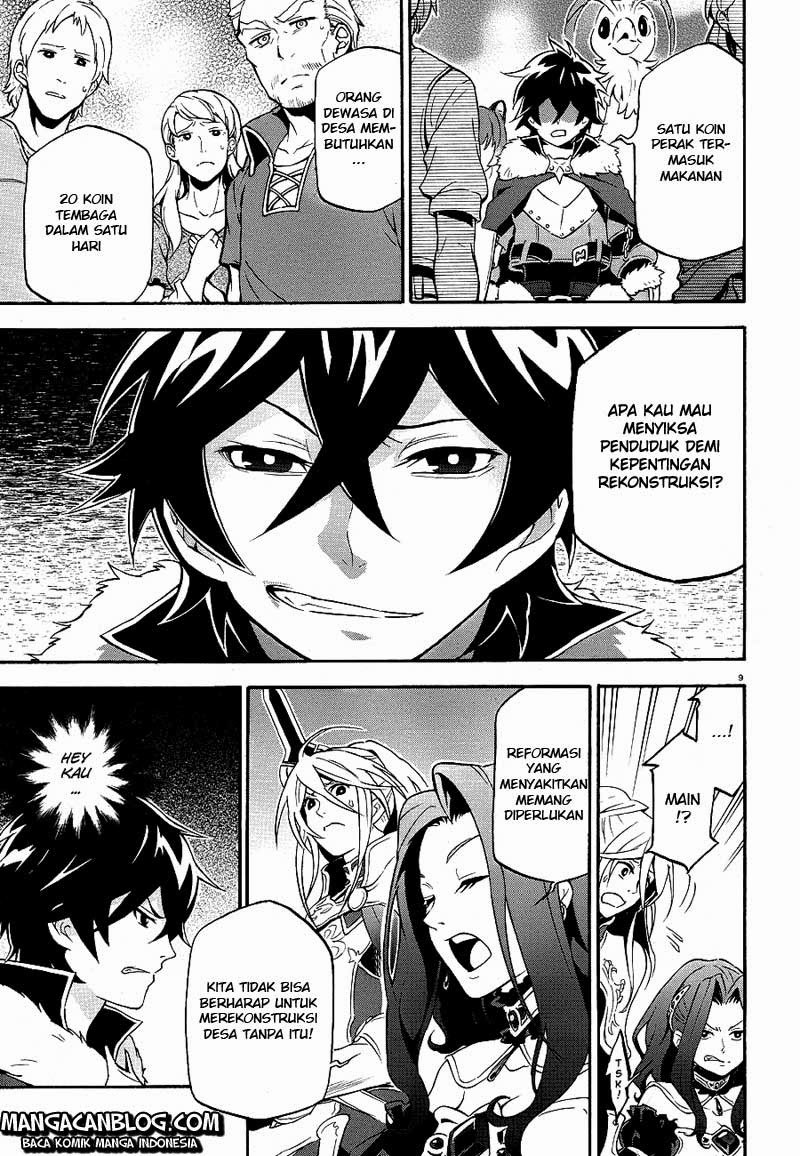 SATU KOIN
PERAK TER-
MASUK
MAKANAN
ORANG
DEWASA DI
DESA MEM-
BUTUHKAN
...
20 KOIN
TEMBAGA
DALAM SATU
HARI
APA KAU MAU
MENYIKSA
PENDUDUK DEMI
KEPENTINGAN
REKONSTRUKSI?
9
...!
MAIN
!?
TSK!
REFORMASI
YANG
MENYAKITKAN
MEMANG
DIPERLUKAN
KITA TIDAK BISA
BERHARAP UNTUK
MEREKONSTRUKSI
DESA TANPA ITU!
HEY
KAU
...
MANGACANBLOG.COM
BACA KOMIK MANGA INDONESIA